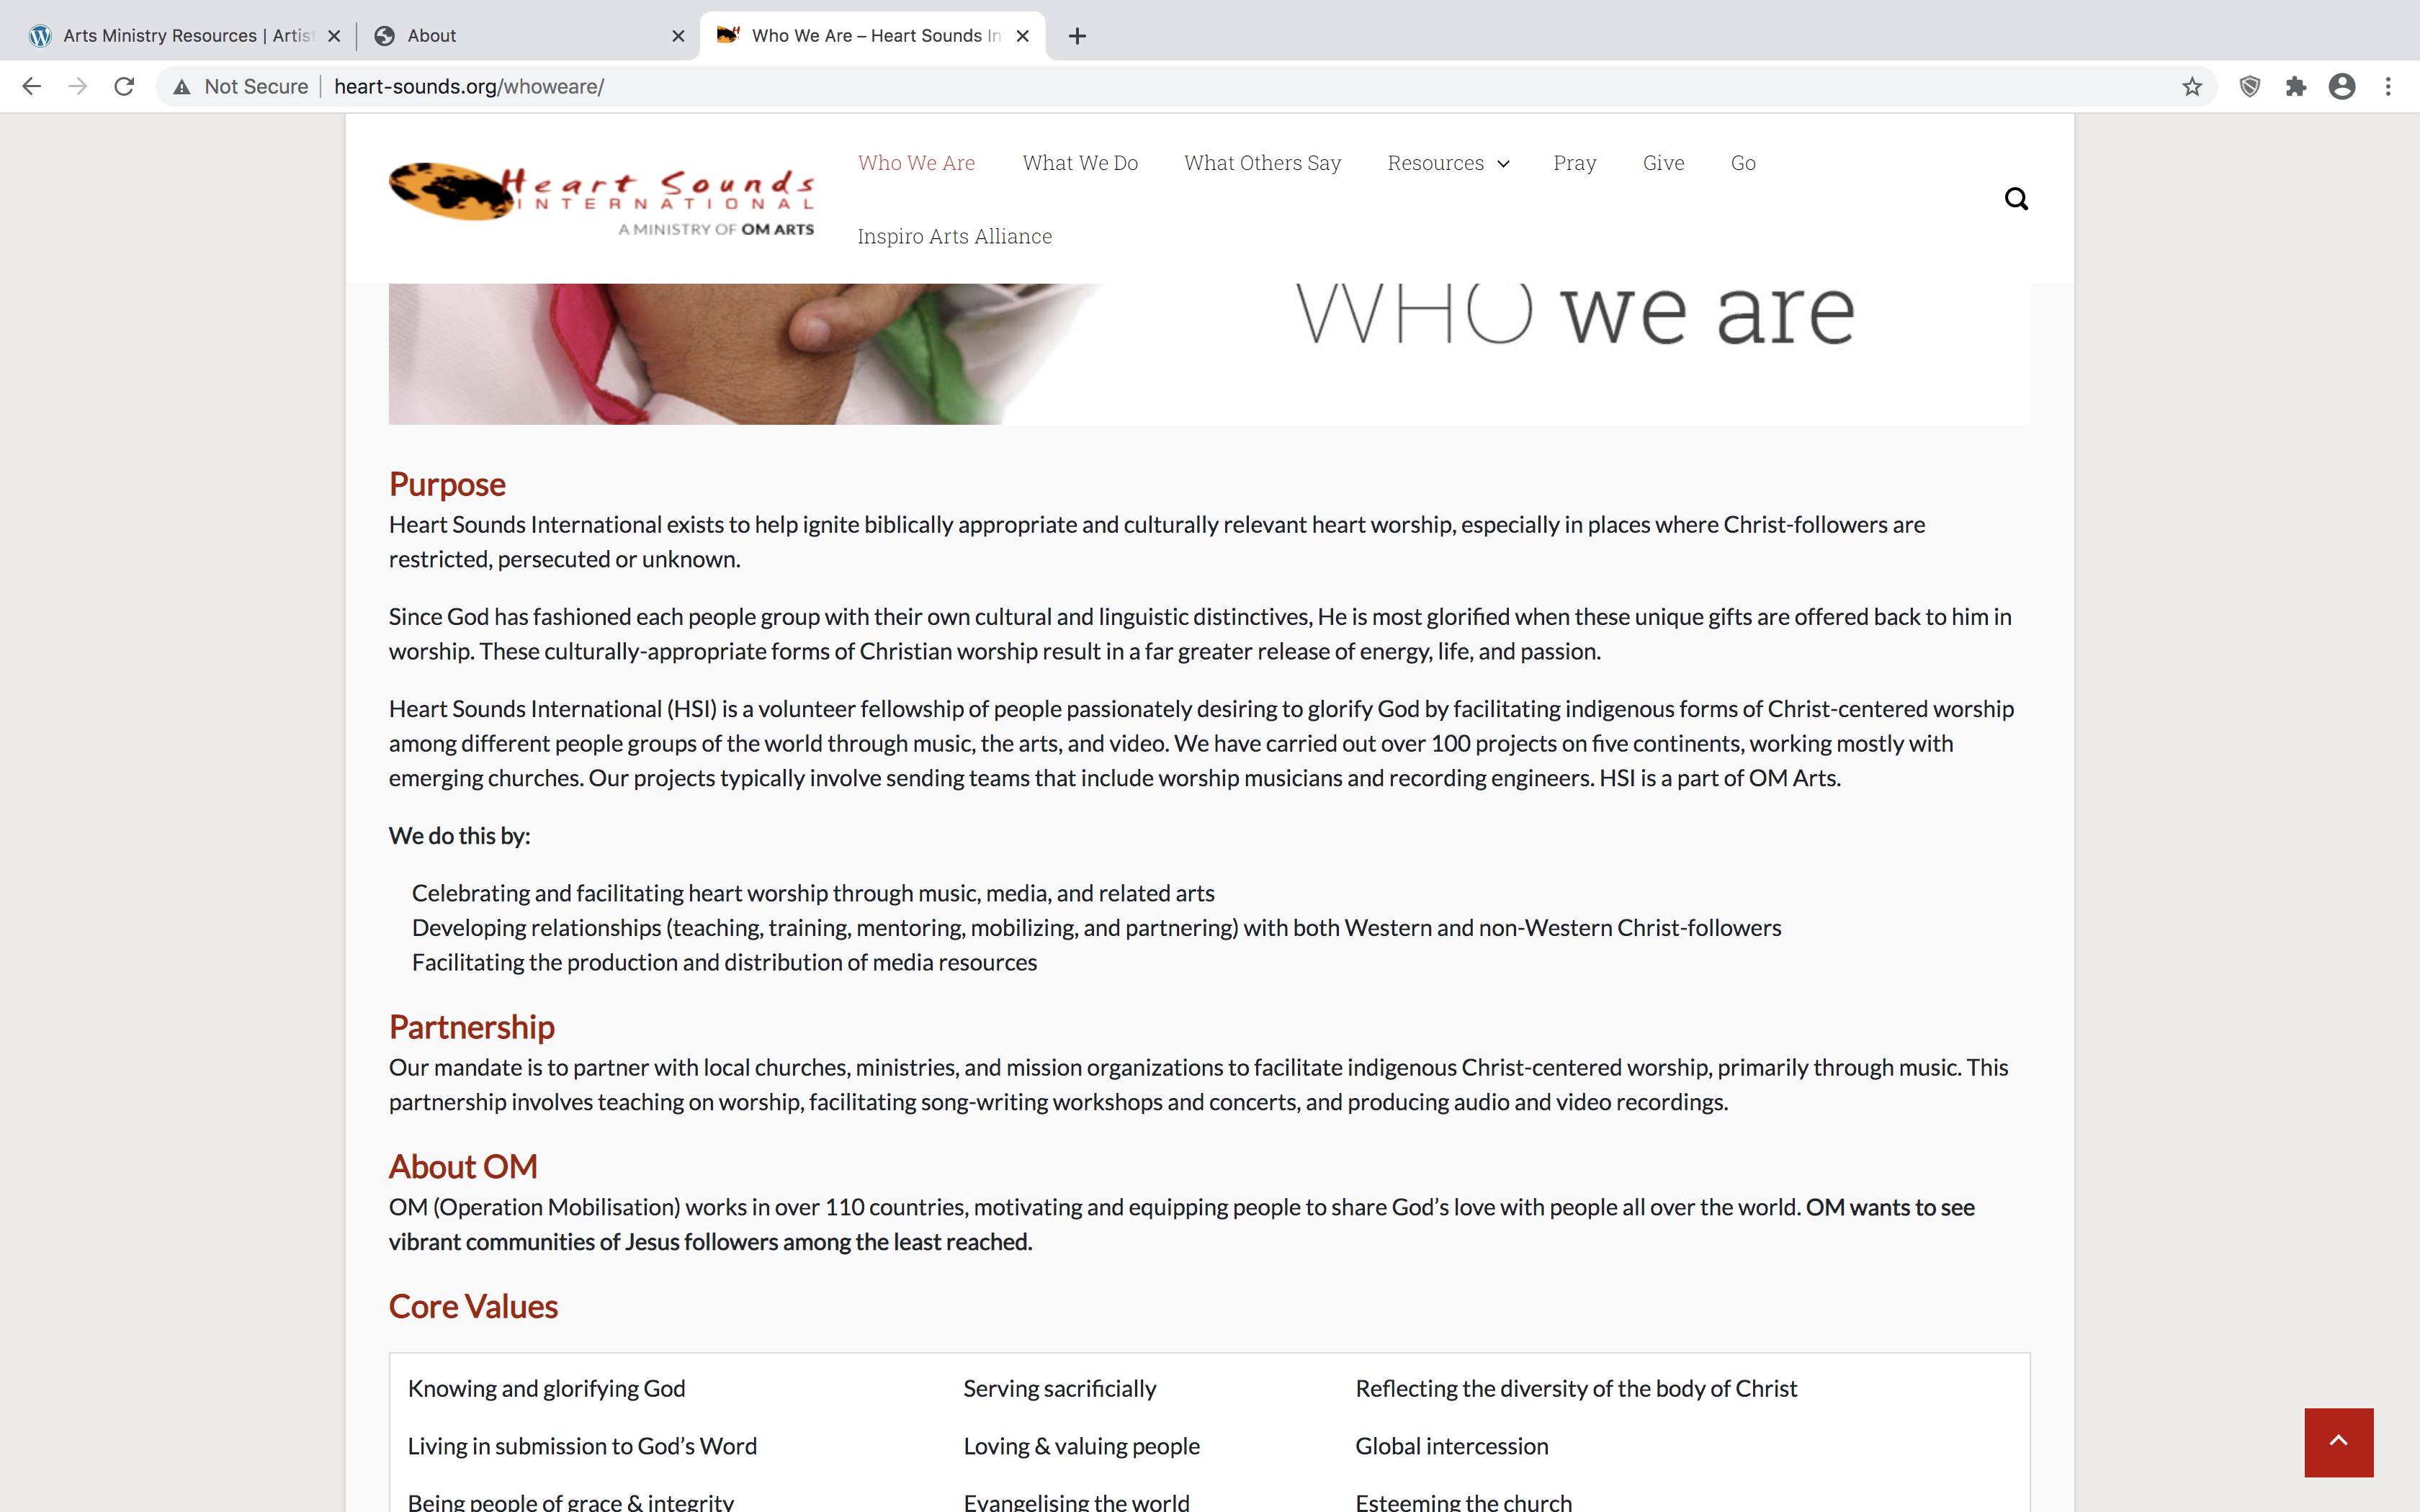 Arts Ministry Resources | Artist
About
Who We Are – Heart Sounds In
Not Secure
heart-sounds.org/whoweare/
Heart Sounds
INTERNATIONAL
A MINISTRY OF OM ARTS
Who We Are
What We Do
What Others Say
Resources
Pray
Give
Go
Inspiro Arts Alliance
WHO we are
Purpose
Heart Sounds International exists to help ignite biblically appropriate and culturally relevant heart worship, especially in places where Christ-followers are
restricted, persecuted or unknown.
Since God has fashioned each people group with their own cultural and linguistic distinctives, He is most glorified when these unique gifts are offered back to him in
worship. These culturally-appropriate forms of Christian worship result in a far greater release of energy, life, and passion.
Heart Sounds International (HSI) is a volunteer fellowship of people passionately desiring to glorify God by facilitating indigenous forms of Christ-centered worship
among different people groups of the world through music, the arts, and video. We have carried out over 100 projects on five continents, working mostly with
emerging churches. Our projects typically involve sending teams that include worship musicians and recording engineers. HSI is a part of OM Arts.
We do this by:
Celebrating and facilitating heart worship through music, media, and related arts
Developing relationships (teaching, training, mentoring, mobilizing, and partnering) with both Western and non-Western Christ-followers
Facilitating the production and distribution of media resources
Partnership
Our mandate is to partner with local churches, ministries, and mission organizations to facilitate indigenous Christ-centered worship, primarily through music. This
partnership involves teaching on worship, facilitating song-writing workshops and concerts, and producing audio and video recordings.
About OM
OM (Operation Mobilisation) works in over 110 countries, motivating and equipping people to share God’s love with people all over the world. OM wants to see
vibrant communities of Jesus followers among the least reached.
Core Values
Knowing and glorifying God
Serving sacrificially
Reflecting the diversity of the body of Christ
Living in submission to God’s Word
Loving & valuing people
Global intercession
Being people of grace & integrity
Evangelising the world
Esteeming the church